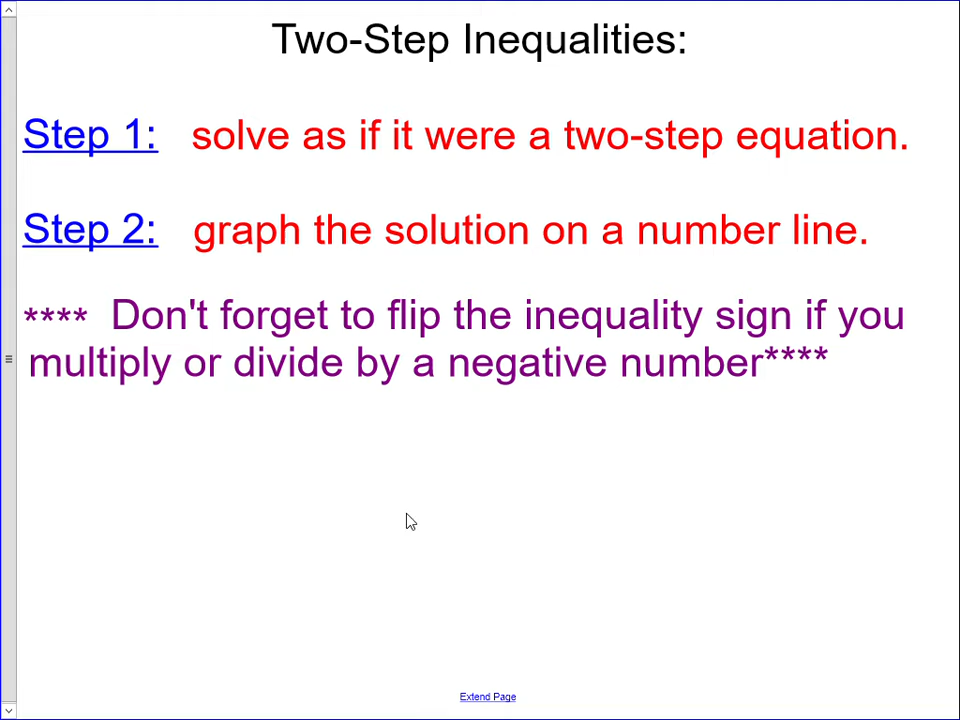 Two-Step Inequalities:
Step 1: solve as if it were a two-step equation.
Step 2: graph the solution on a number line.
**** Don't forget to flip the inequality sign if you
multiply or divide by a negative number****
Extend Page